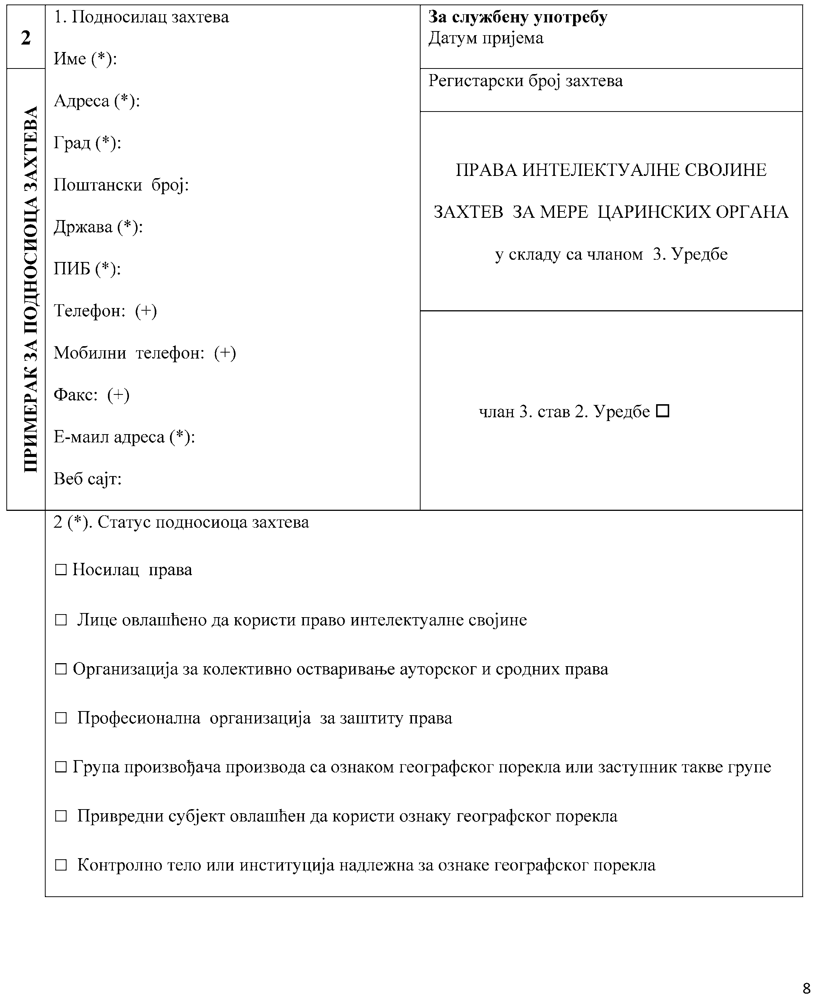 2
ПРИМЕРАК ЗА ПОДНОСИОЦА ЗАХТЕВА
1. Подносилац захтева
Име (*):
Адреса (*):
Град (*):
Поштански број:
Држава (*):
ПИБ (*):
Телефон: (+)
Мобилни телефон: (+)
Факс: (+)
Е-маил адреса (*):
Веб сајт:
За службену употребу
Датум пријема
Регистарски број захтева
ПРАВА ИНТЕЛЕКТУАЛНЕ СВОЈИНЕ
ЗАХТЕВ ЗА МЕРЕ ЦАРИНСКИХ ОРГАНА
у складу са чланом 3. Уредбе
члан 3. став 2. Уредбе □
2 (*). Статус подносиоца захтева
□ Носилац права
□ Лице овлашћено да користи право интелектуалне својине
□ Организација за колективно остваривање ауторског и сродних права
□ Професионална организација за заштиту права
□ Група произвођача производа са ознаком географског порекла или заступник такве групе
□ Привредни субјект овлашћен да користи ознаку географског порекла
□ Контролно тело или институција надлежна за ознаке географског порекла
8